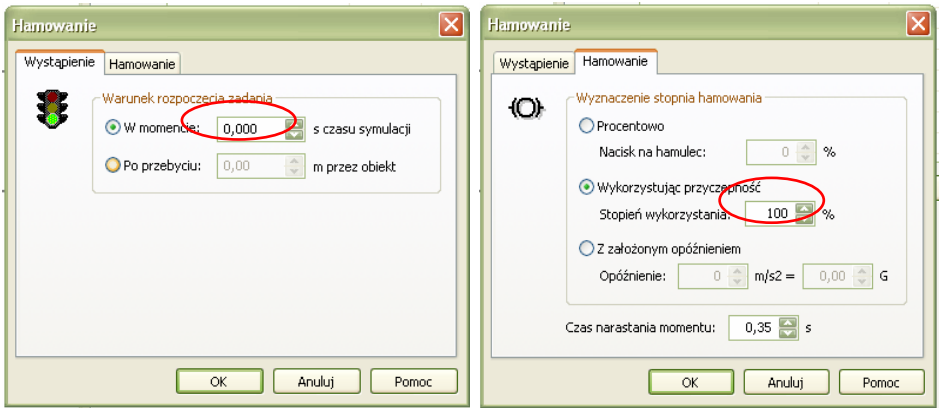 Hamowanie
Wystąpienie Hamowanie
Warunek rozpoczęcia zadania
W momencie: 0,000 s czasu symulacji
Po przebyciu: 0,00 m przez obiekt
OK Anuluj Pomoc
Hamowanie
Wystąpienie Hamowanie
Wyznaczenie stopnia hamowania
Procentowo
Nacisk na hamulec: 0 %
Wykorzystując przyczepność
Stopień wykorzystania: 100 %
Z założonym opóźnieniem
Opóźnienie: 0 m/s2 = 0,00 G
Czas narastania momentu: 0,35 s
OK Anuluj Pomoc